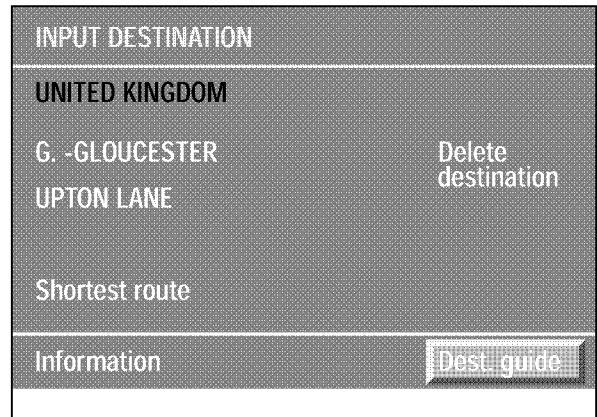 INPUT DESTINATION
UNITED KINGDOM
G. -GLOUCESTER
Delete
destination
UPTON LANE
Shortest route
Information
Dest. guide